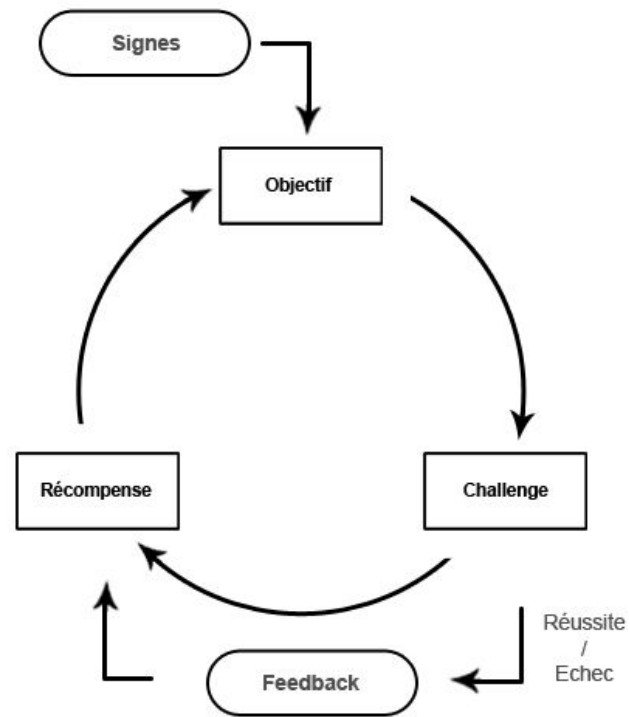 Signes
Objectif
Récompense
Challenge
Réussite
/
Echec
Feedback